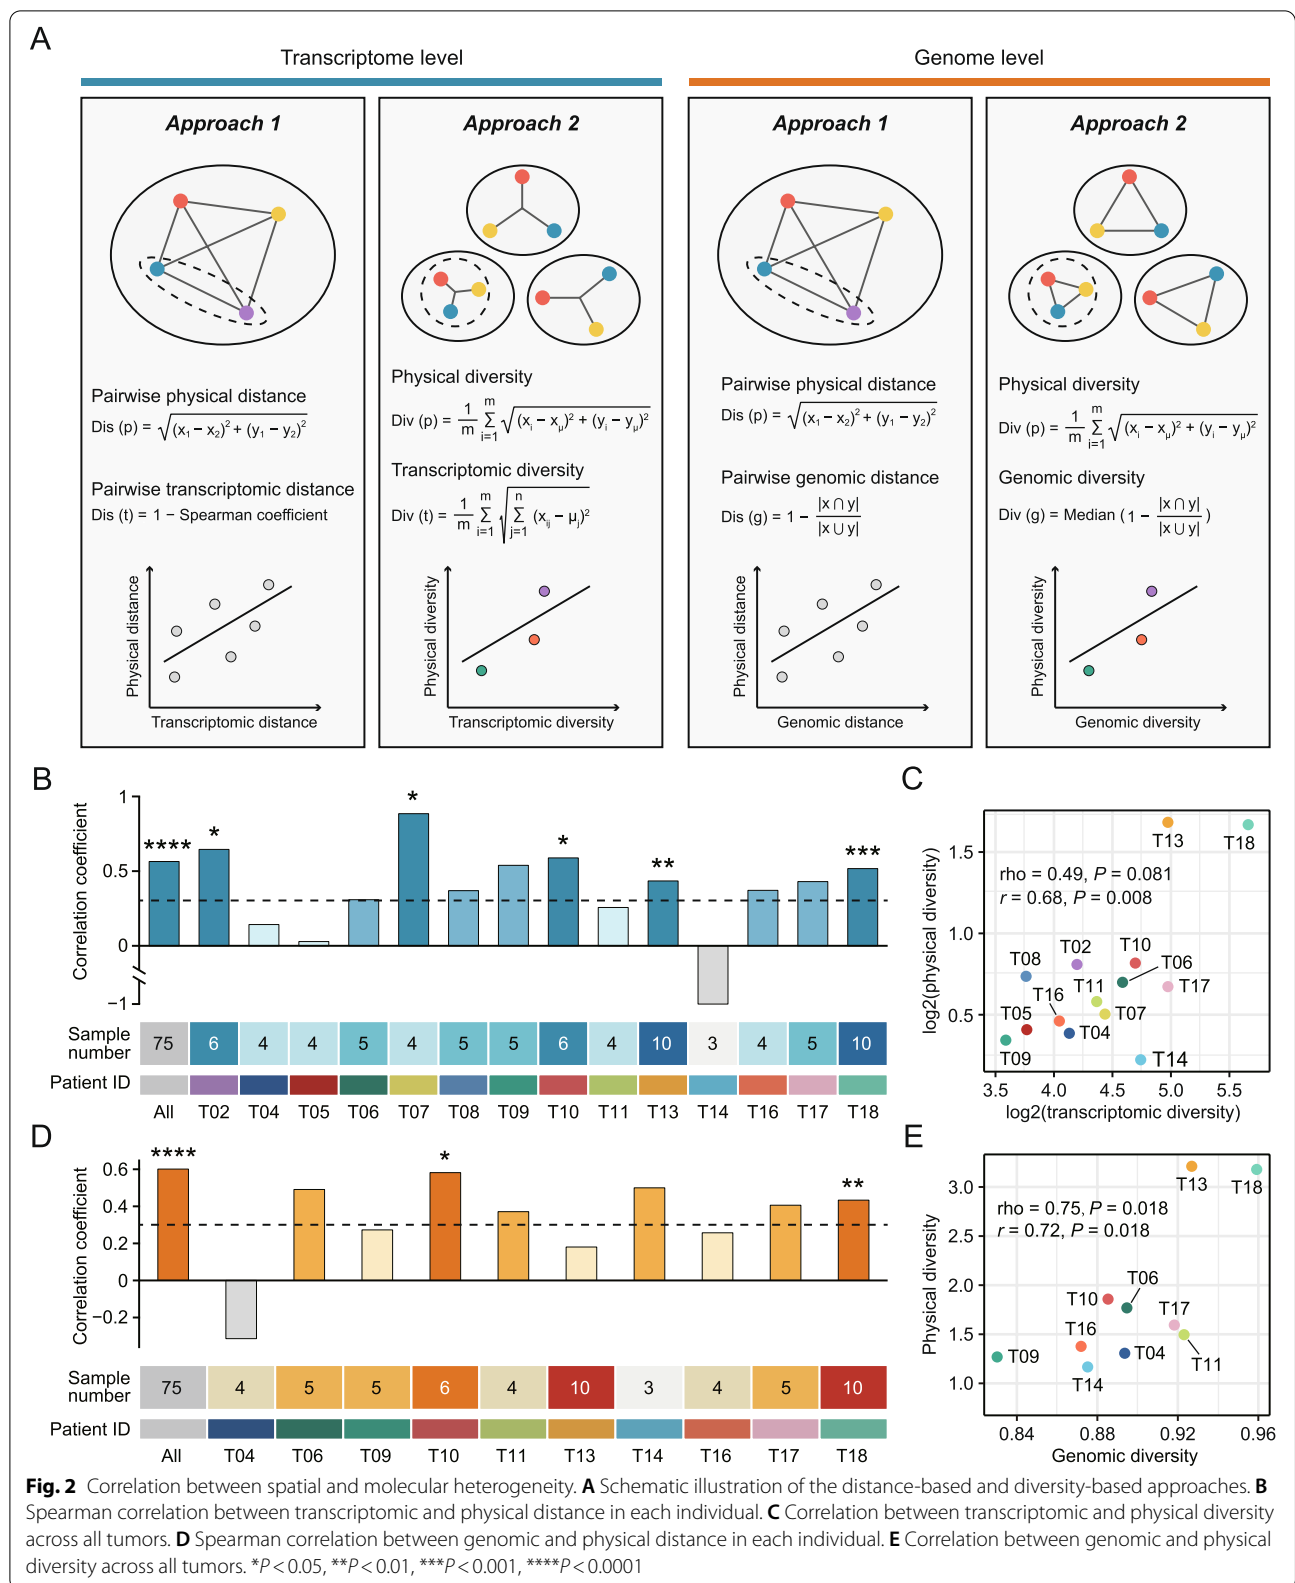 A
Transcriptome level
Genome level
Approach 1
Approach 2
Approach 1
Approach 2
Pairwise physical distance
Dis (p) = √(x₁ – x₂)² + (y₁ – y₂)²
Pairwise transcriptomic distance
Dis (t) = 1 – Spearman coefficient
Physical distance
Transcriptomic distance
Physical diversity
Div (p) = 1/m m∑i=1 √(xᵢ – x_μ)² + (yᵢ – y_μ)²
Transcriptomic diversity
Div (t) = 1/m m∑i=1 √n∑j=1 (x_ij – μ_j)²
Physical diversity
Transcriptomic diversity
Pairwise physical distance
Dis (p) = √(x₁ – x₂)² + (y₁ – y₂)²
Pairwise genomic distance
Dis (g) = 1 – |x ∩ y| / |x ∪ y|
Physical distance
Genomic distance
Physical diversity
Div (p) = 1/m m∑i=1 √(xᵢ – x_μ)² + (yᵢ – y_μ)²
Genomic diversity
Div (g) = Median (1 – |x ∩ y| / |x ∪ y|)
Physical diversity
Genomic diversity
B
Correlation coefficient
1
0.5
0
–1
**** * * * ** ***
Sample number
75 6 4 4 5 4 5 5 6 4 10 3 4 5 10
Patient ID
All T02 T04 T05 T06 T07 T08 T09 T10 T11 T13 T14 T16 T17 T18
C
log2(physical diversity)
1.5
1.0
0.5
rho = 0.49, P = 0.081
r = 0.68, P = 0.008
T13
T18
T08
T02
T10
T06
T11
T17
T16
T07
T05
T04
T09
T14
3.5 4.0 4.5 5.0 5.5
log2(transcriptomic diversity)
D
Correlation coefficient
0.6
0.4
0.2
0
–0.2
**** * **
Sample number
75 4 5 5 6 4 10 3 4 5 10
Patient ID
All T04 T06 T09 T10 T11 T13 T14 T16 T17 T18
E
Physical diversity
3.0
2.5
2.0
1.5
1.0
rho = 0.75, P = 0.018
r = 0.72, P = 0.018
T13
T18
T06
T10
T17
T16
T09
T04
T11
T14
0.84 0.88 0.92 0.96
Genomic diversity
Fig. 2 Correlation between spatial and molecular heterogeneity. A Schematic illustration of the distance-based and diversity-based approaches. B
Spearman correlation between transcriptomic and physical distance in each individual. C Correlation between transcriptomic and physical diversity
across all tumors. D Spearman correlation between genomic and physical distance in each individual. E Correlation between genomic and physical
diversity across all tumors. *P < 0.05, **P < 0.01, ***P < 0.001, ****P < 0.0001